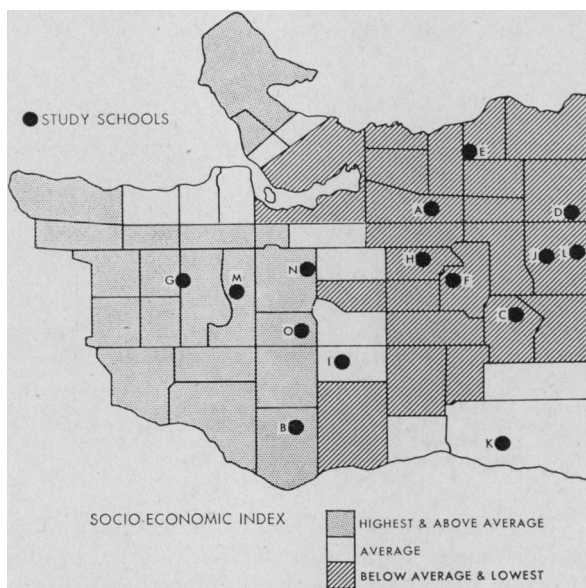 STUDY SCHOOLS
E
A
D
H
J
L
N
G
M
F
C
O
I
B
K
SOCIO-ECONOMIC INDEX
HIGHEST & ABOVE AVERAGE
AVERAGE
BELOW AVERAGE & LOWEST